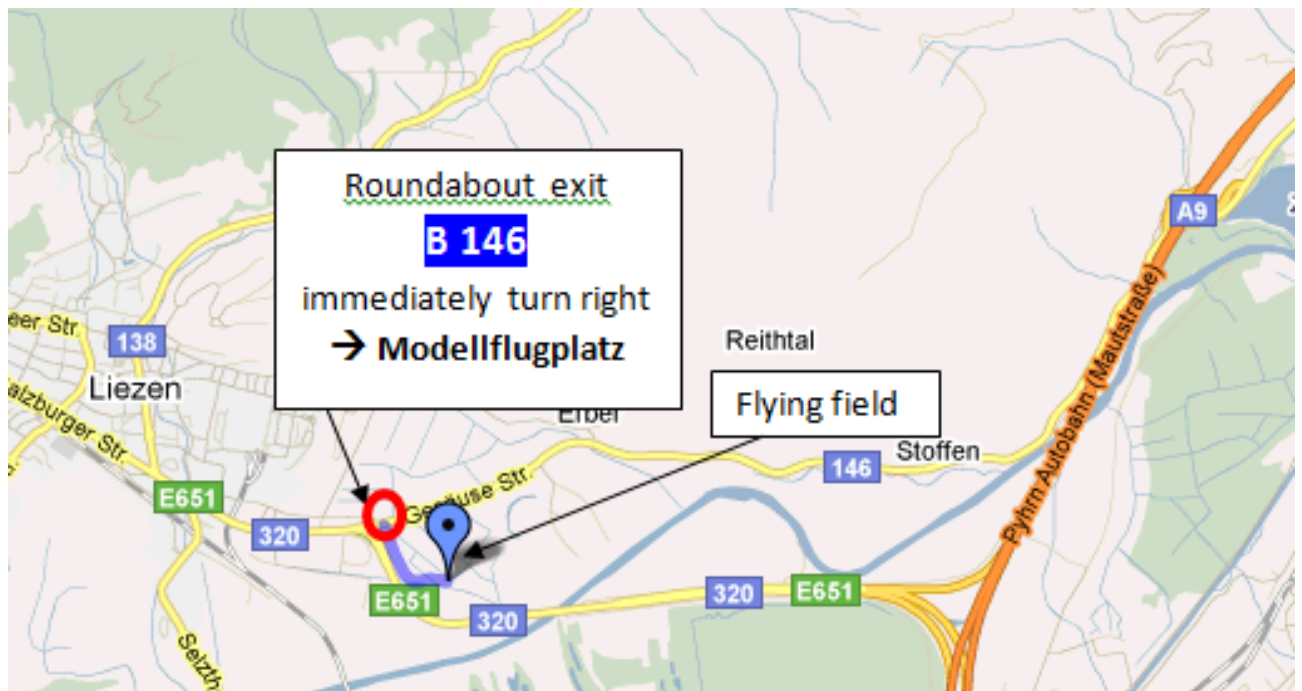 Roundabout exit
B 146
immediately turn right
→ Modellflugplatz
A9
Pyhrn Autobahn (Mautstraße)
eer Str.
138
Reithtal
Liezen
Flying field
Salzburger Str.
Stoffen
146
E651
Gesäuse Str.
320
E651
320
320
E651
Selzth